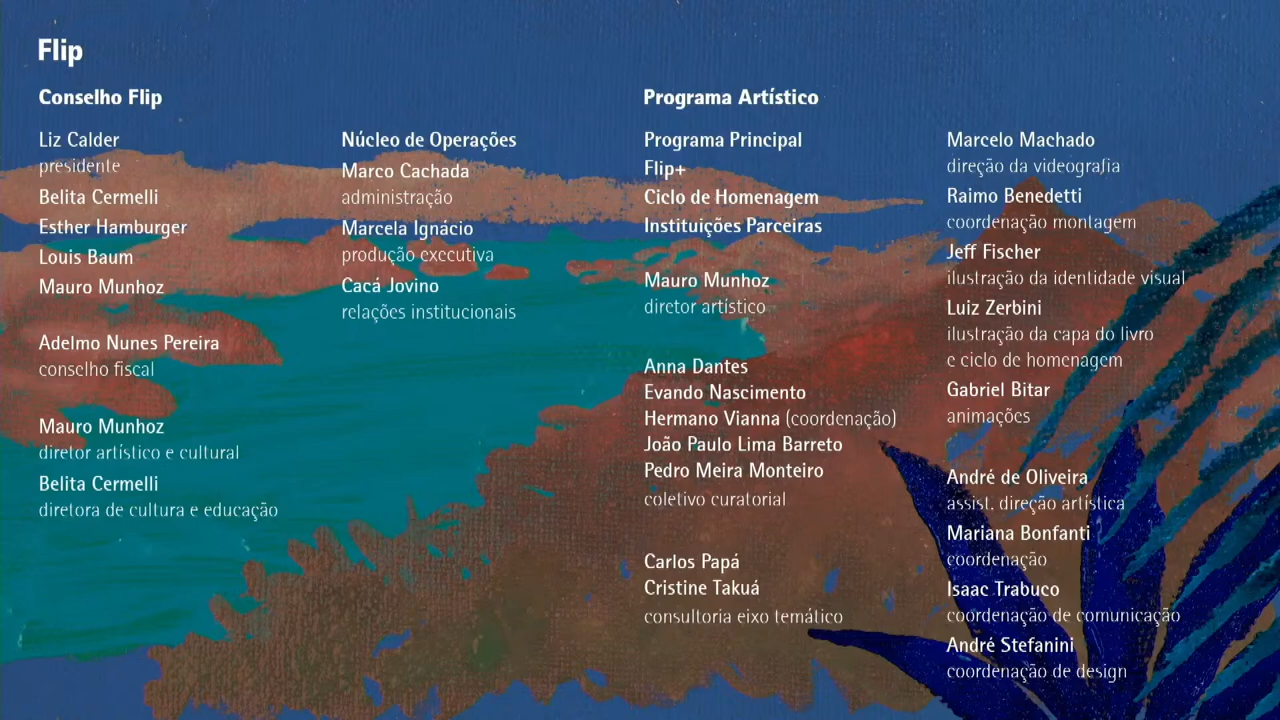 Flip
Conselho Flip
Liz Calder
presidente
Belita Cermelli
Esther Hamburger
Louis Baum
Mauro Munhoz
Adelmo Nunes Pereira
conselho fiscal
Mauro Munhoz
diretor artístico e cultural
Belita Cermelli
diretora de cultura e educação
Núcleo de Operações
Marco Cachada
administração
Marcela Ignácio
produção executiva
Cacá Jovino
relações institucionais
Programa Artístico
Programa Principal
Flip+
Ciclo de Homenagem
Instituições Parceiras
Mauro Munhoz
diretor artístico
Anna Dantes
Evando Nascimento
Hermano Vianna (coordenação)
João Paulo Lima Barreto
Pedro Meira Monteiro
coletivo curatorial
Carlos Papá
Cristine Takuá
consultoria eixo temático
Marcelo Machado
direção da videografia
Raimo Benedetti
coordenação montagem
Jeff Fischer
ilustração da identidade visual
Luiz Zerbini
ilustração da capa do livro
e ciclo de homenagem
Gabriel Bitar
animações
André de Oliveira
assist. direção artística
Mariana Bonfanti
coordenação
Isaac Trabuco
coordenação de comunicação
André Stefanini
coordenação de design